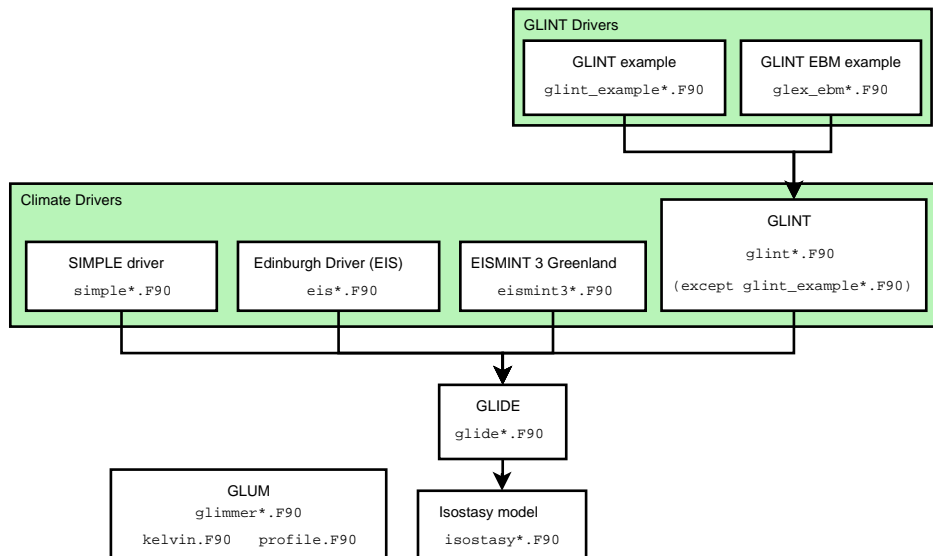 GLINT Drivers
GLINT example
glint_example*.F90
GLINT EBM example
glex_ebm*.F90
Climate Drivers
SIMPLE driver
simple*.F90
Edinburgh Driver (EIS)
eis*.F90
EISMINT 3 Greenland
eismint3*.F90
GLINT
glint*.F90
(except glint_example*.F90)
GLIDE
glide*.F90
GLUM
glimmer*.F90
kelvin.F90 profile.F90
Isostasy model
isostasy*.F90